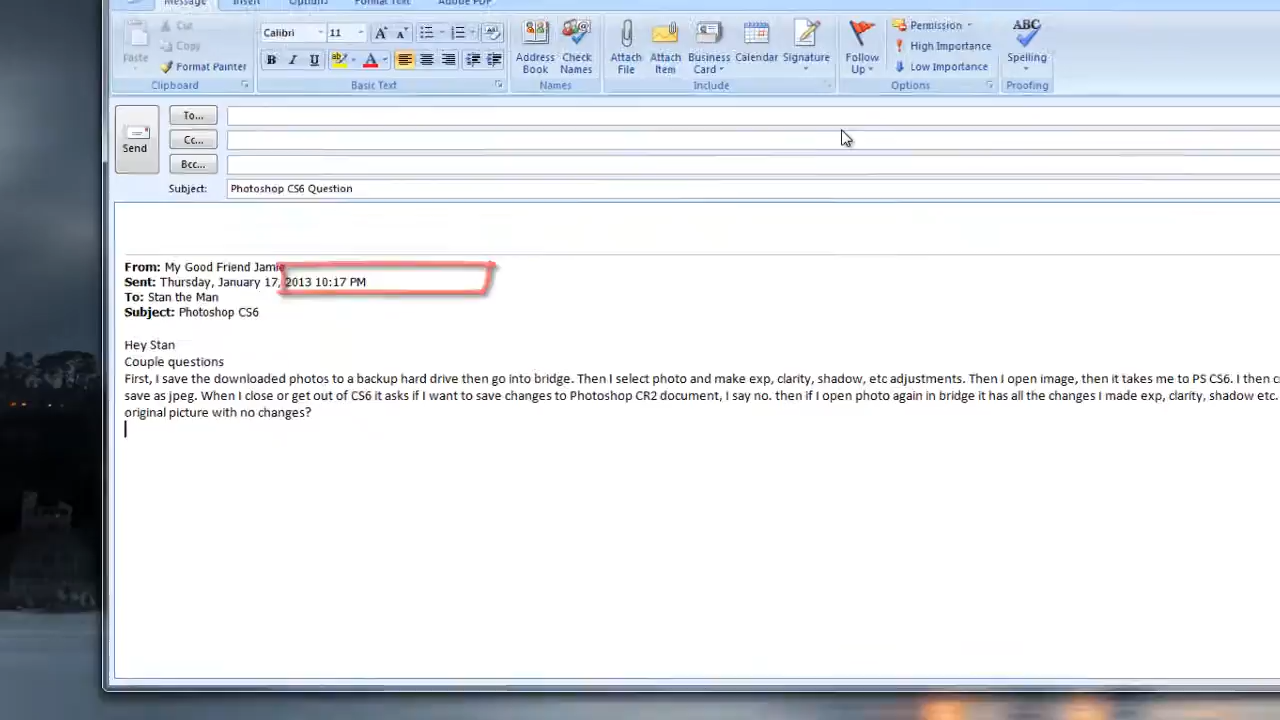 Message Insert Options Format Text Adobe PDF
Cut
Copy
Paste
Format Painter
Clipboard
Calibri 11
B I U
Basic Text
Address Book
Check Names
Names
Attach File
Attach Item
Business Card
Calendar
Signature
Include
Follow Up
Permission
High Importance
Low Importance
Options
ABC
Spelling
Proofing
Send
To...
Cc...
Bcc...
Subject: Photoshop CS6 Question
From: My Good Friend Jamie
Sent: Thursday, January 17, 2013 10:17 PM
To: Stan the Man
Subject: Photoshop CS6
Hey Stan
Couple questions
First, I save the downloaded photos to a backup hard drive then go into bridge. Then I select photo and make exp, clarity, shadow, etc adjustments. Then I open image, then it takes me to PS CS6. I then
save as jpeg. When I close or get out of CS6 it asks if I want to save changes to Photoshop CR2 document, I say no. then if I open photo again in bridge it has all the changes I made exp, clarity, shadow etc.
original picture with no changes?